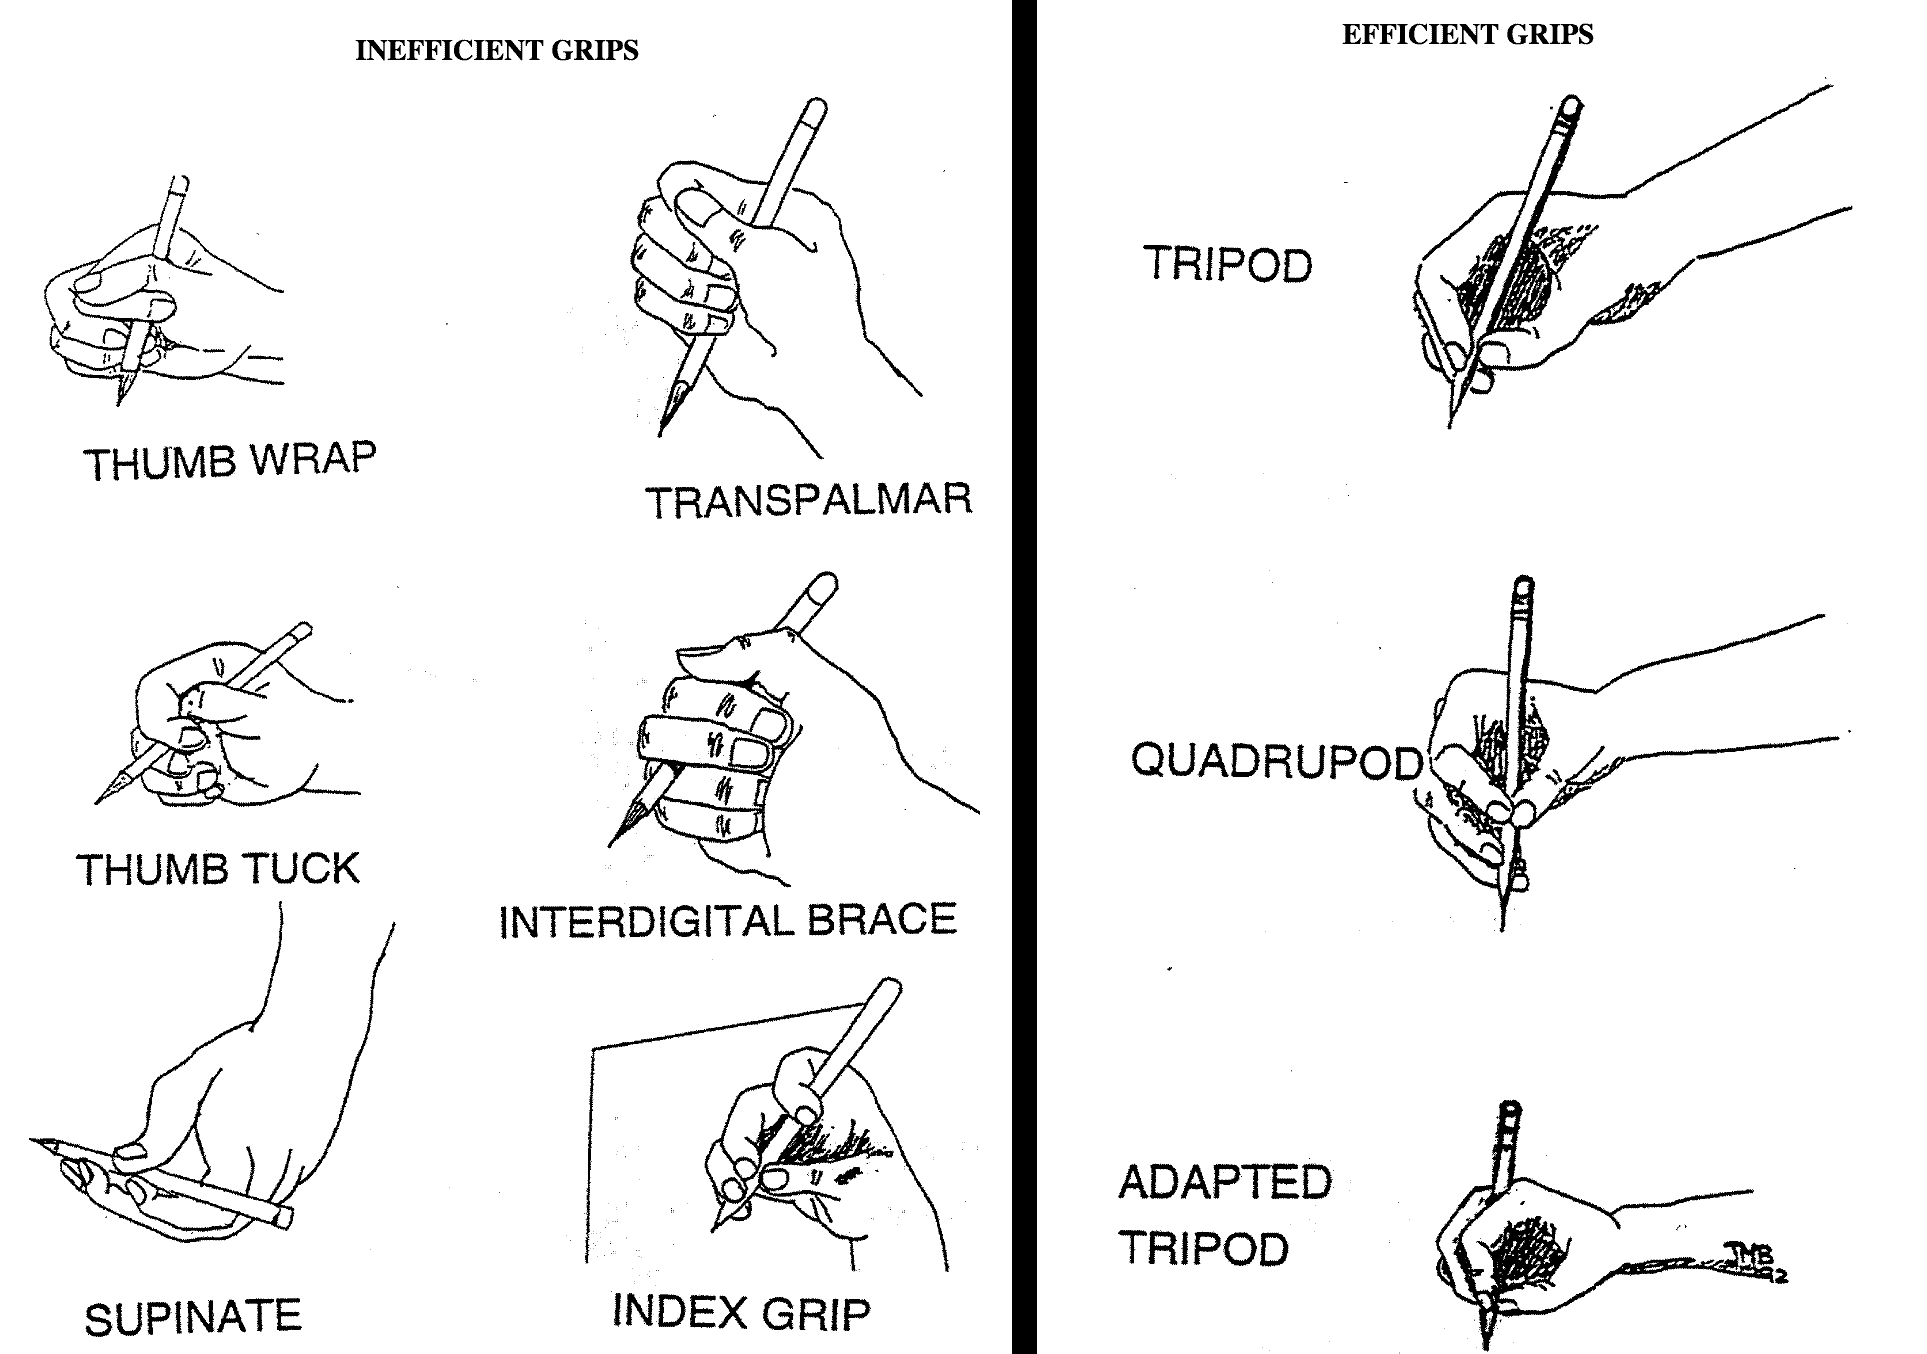 INEFFICIENT GRIPS
THUMB WRAP
TRANSPALMAR
THUMB TUCK
INTERDIGITAL BRACE
SUPINATE
INDEX GRIP
EFFICIENT GRIPS
TRIPOD
QUADRUPOD
ADAPTED
TRIPOD
JMB
92